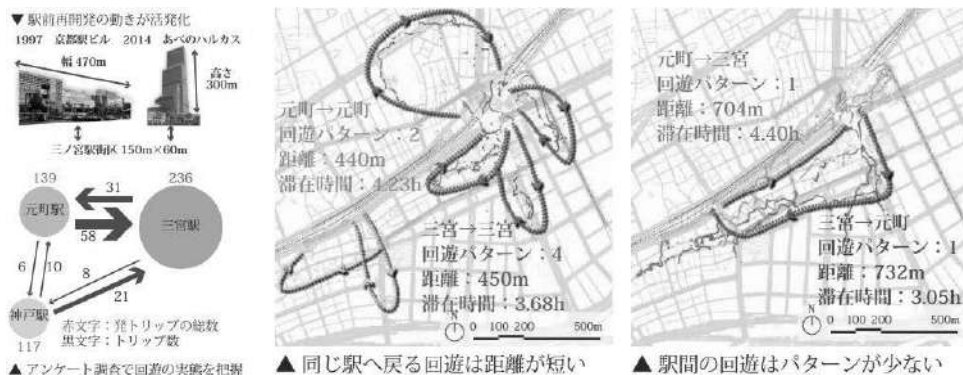 ▼ 駅前再開発の動きが活発化
1997 京都駅ビル 2014 あべのハルカス
幅 470m
高さ
300m
三ノ宮駅街区 150m×60m
139
236
31
元町駅
三宮駅
58
6
10
8
21
神戸駅
117
赤文字：発トリップの総数
黒文字：トリップ数
▲ アンケート調査で回遊の実態を把握
元町→元町
回遊パターン：2
距離：440m
滞在時間：4.23h
三宮→三宮
回遊パターン：4
距離：450m
滞在時間：3.68h
N
0 100 200 500m
▲ 同じ駅へ戻る回遊は距離が短い
元町→三宮
回遊パターン：1
距離：704m
滞在時間：4.40h
三宮→元町
回遊パターン：1
距離：732m
滞在時間：3.05h
N
0 100 200 500m
▲ 駅間の回遊はパターンが少ない